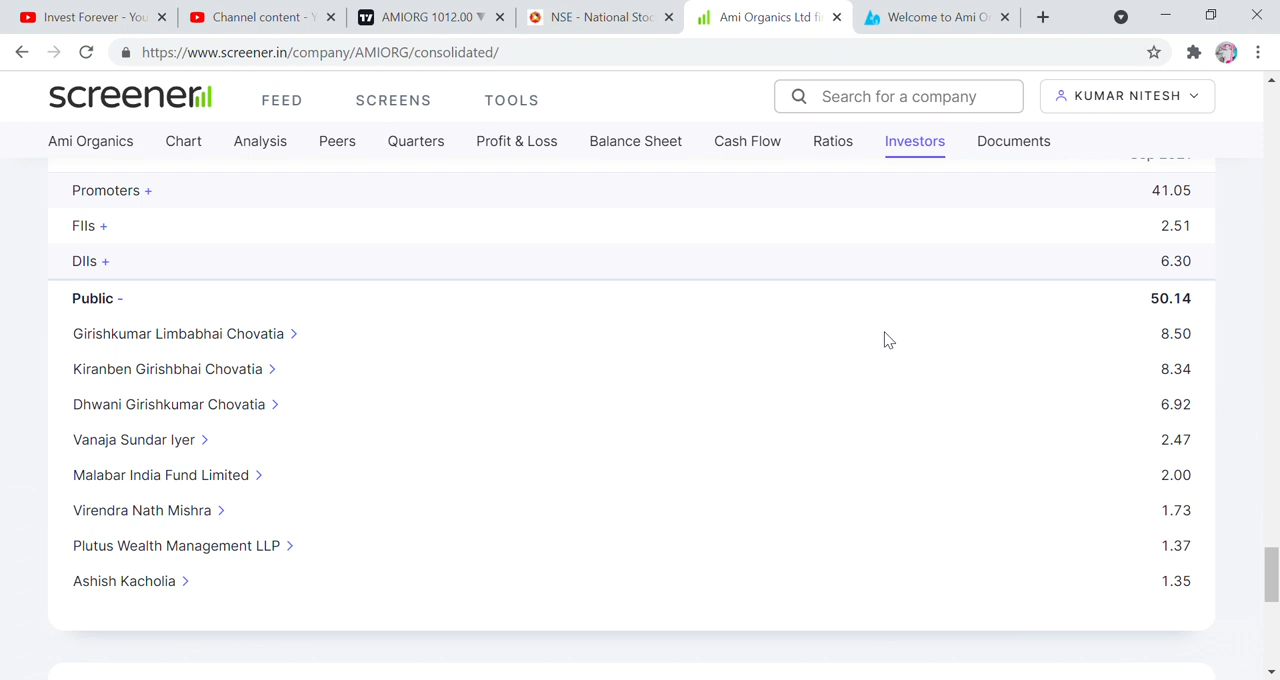 Invest Forever - You
Channel content - Y
AMIORG 1012.00 ▼
NSE - National Stoc
Ami Organics Ltd fi
Welcome to Ami O
https://www.screener.in/company/AMIORG/consolidated/
screener
FEED
SCREENS
TOOLS
Search for a company
KUMAR NITESH
Ami Organics
Chart
Analysis
Peers
Quarters
Profit & Loss
Balance Sheet
Cash Flow
Ratios
Investors
Documents
Promoters + 41.05
FIIs + 2.51
DIIs + 6.30
Public - 50.14
Girishkumar Limbabhai Chovatia > 8.50
Kiranben Girishbhai Chovatia > 8.34
Dhwani Girishkumar Chovatia > 6.92
Vanaja Sundar Iyer > 2.47
Malabar India Fund Limited > 2.00
Virendra Nath Mishra > 1.73
Plutus Wealth Management LLP > 1.37
Ashish Kacholia > 1.35